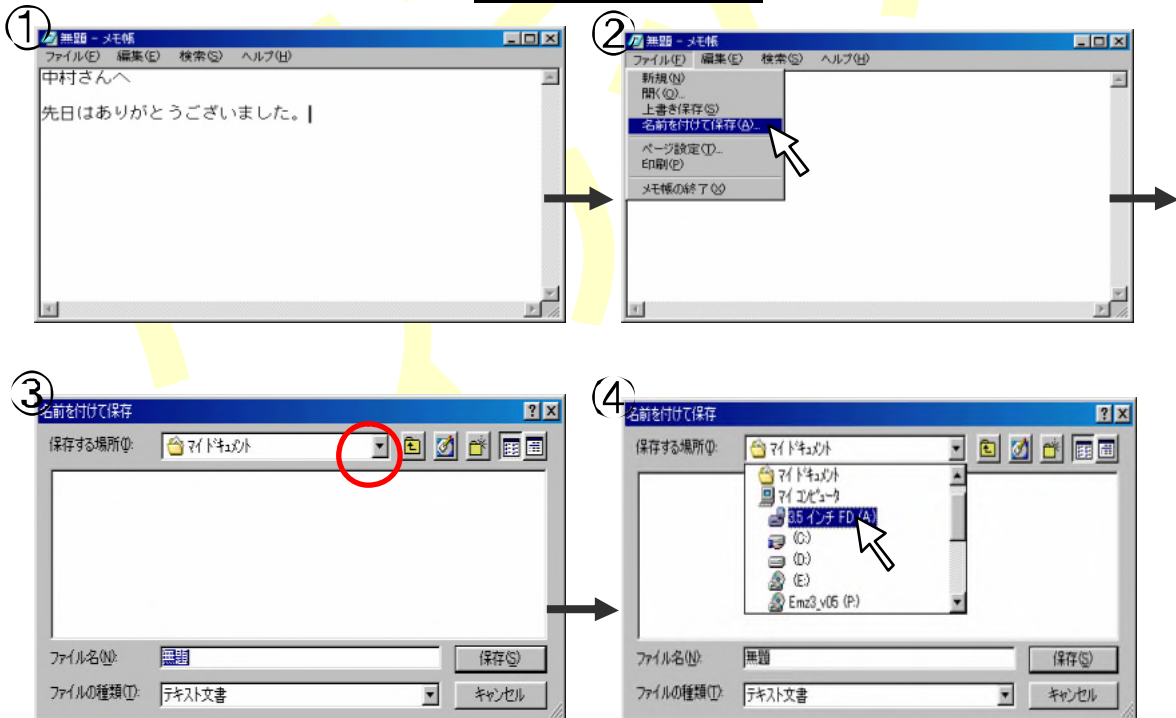 ①
無題 - メモ帳
ファイル(F) 編集(E) 検索(S) ヘルプ(H)
中村さんへ
先日はありがとうございました。
②
無題 - メモ帳
ファイル(F) 編集(E) 検索(S) ヘルプ(H)
新規(N)
開く(O)...
上書き保存(S)
名前を付けて保存(A)...
ページ設定(T)...
印刷(P)
メモ帳の終了(X)
③
名前を付けて保存
保存する場所(I):
マイ ドキュメント
ファイル名(N):
無題
保存(S)
ファイルの種類(T):
テキスト文書
キャンセル
④
名前を付けて保存
保存する場所(I):
マイ ドキュメント
マイ ドキュメント
マイ コンピュータ
3.5 インチ FD (A:)
(C:)
(D:)
(E:)
Emz3_v05 (P:)
ファイル名(N):
無題
保存(S)
ファイルの種類(T):
テキスト文書
キャンセル